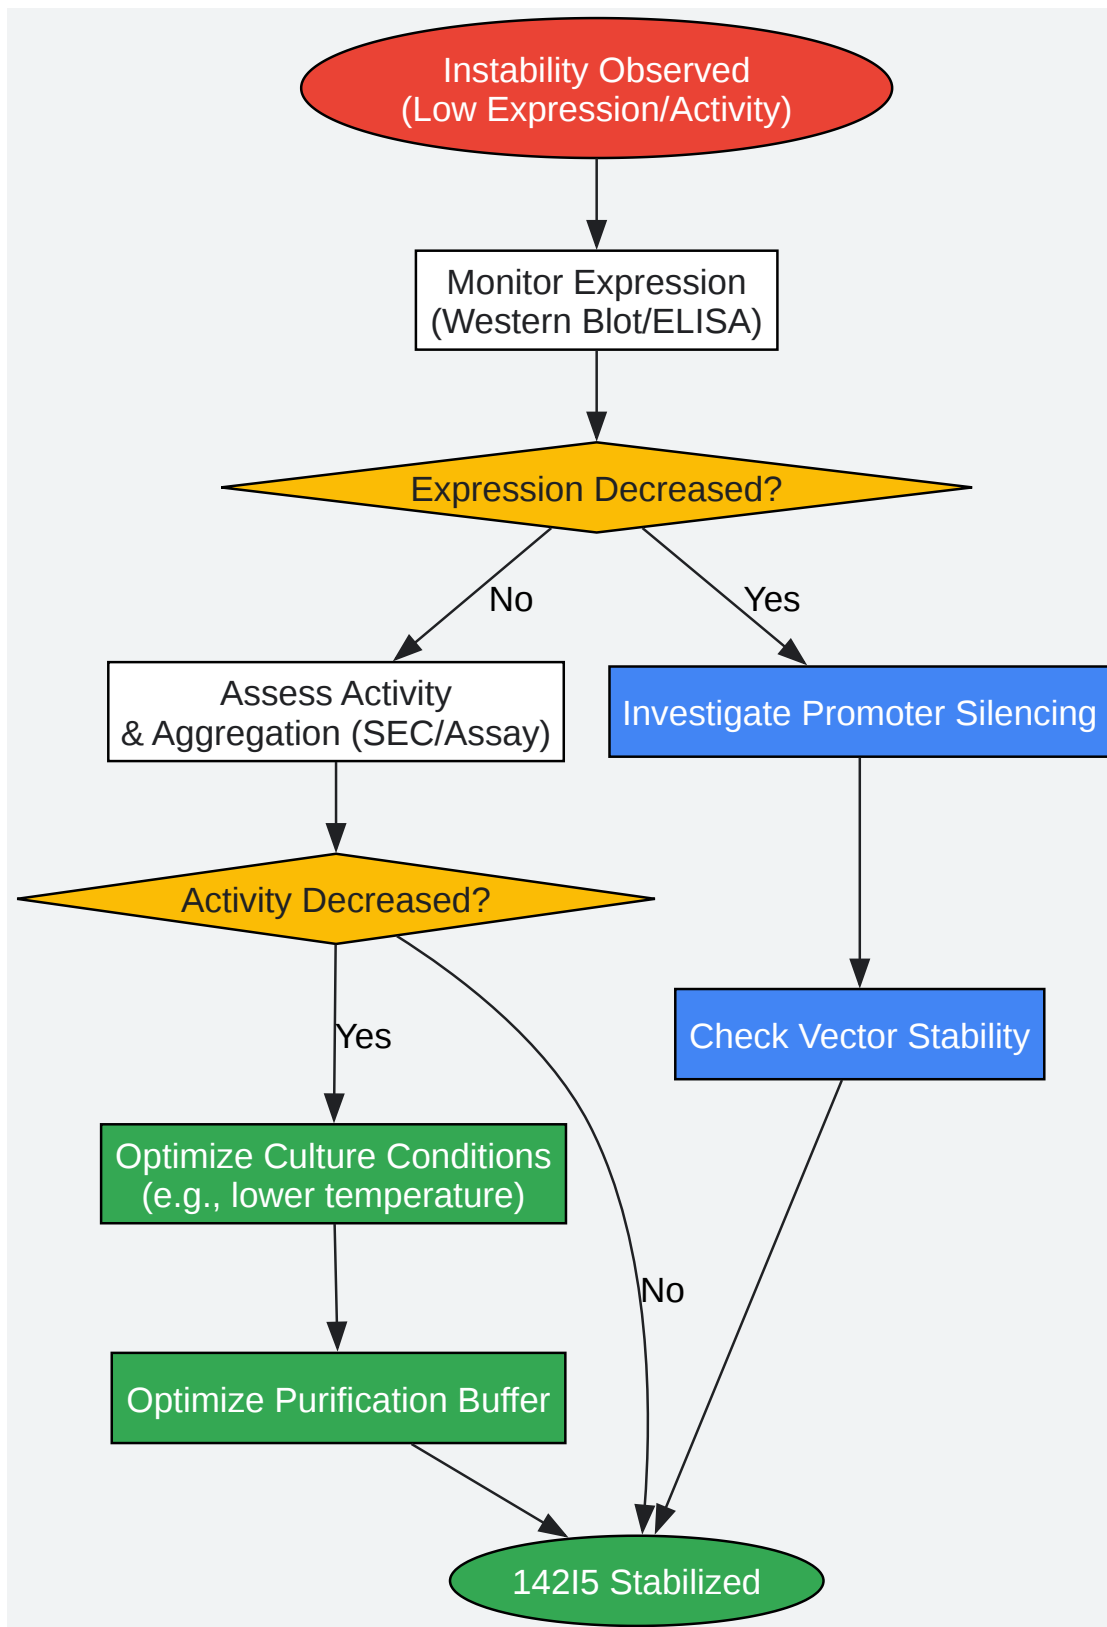 Instability Observed
(Low Expression/Activity)
Monitor Expression
(Western Blot/ELISA)
Expression Decreased?
No
Yes
Assess Activity
& Aggregation (SEC/Assay)
Investigate Promoter Silencing
Activity Decreased?
Yes
Check Vector Stability
Optimize Culture Conditions
(e.g., lower temperature)
No
Optimize Purification Buffer
142I5 Stabilized